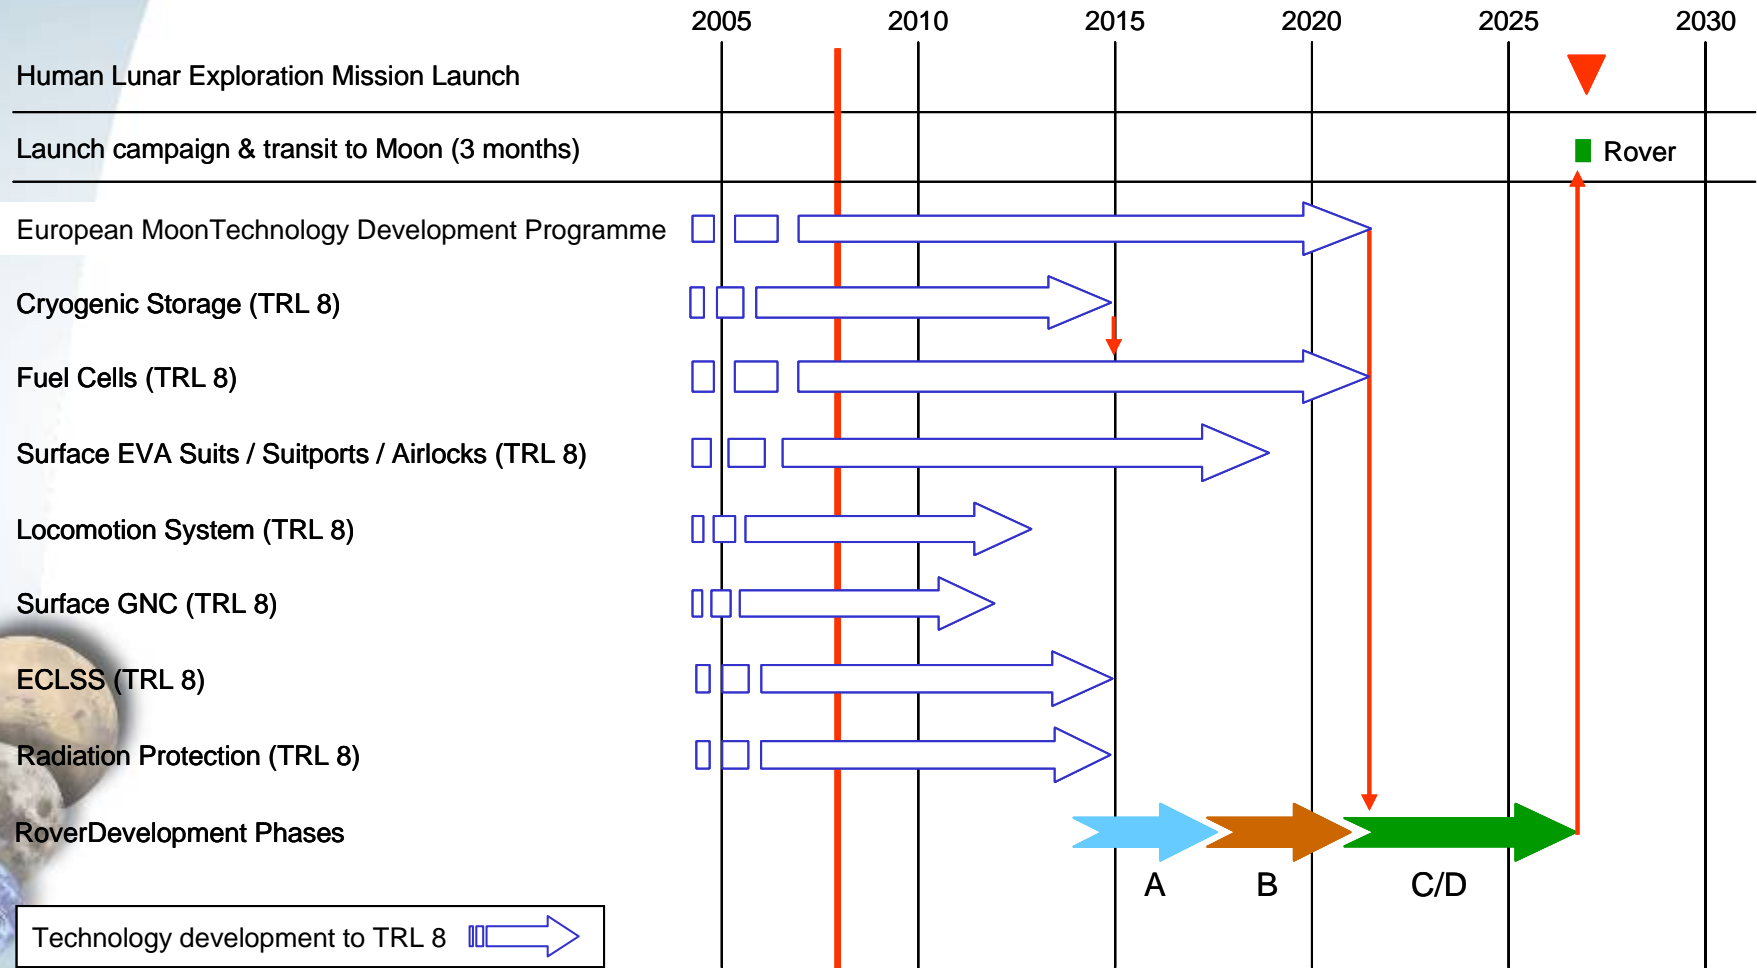 2005 2010 2015 2020 2025 2030
Human Lunar Exploration Mission Launch
Launch campaign & transit to Moon (3 months)
Rover
European MoonTechnology Development Programme
Cryogenic Storage (TRL 8)
Fuel Cells (TRL 8)
Surface EVA Suits / Suitports / Airlocks (TRL 8)
Locomotion System (TRL 8)
Surface GNC (TRL 8)
ECLSS (TRL 8)
Radiation Protection (TRL 8)
RoverDevelopment Phases
A B C/D
Technology development to TRL 8